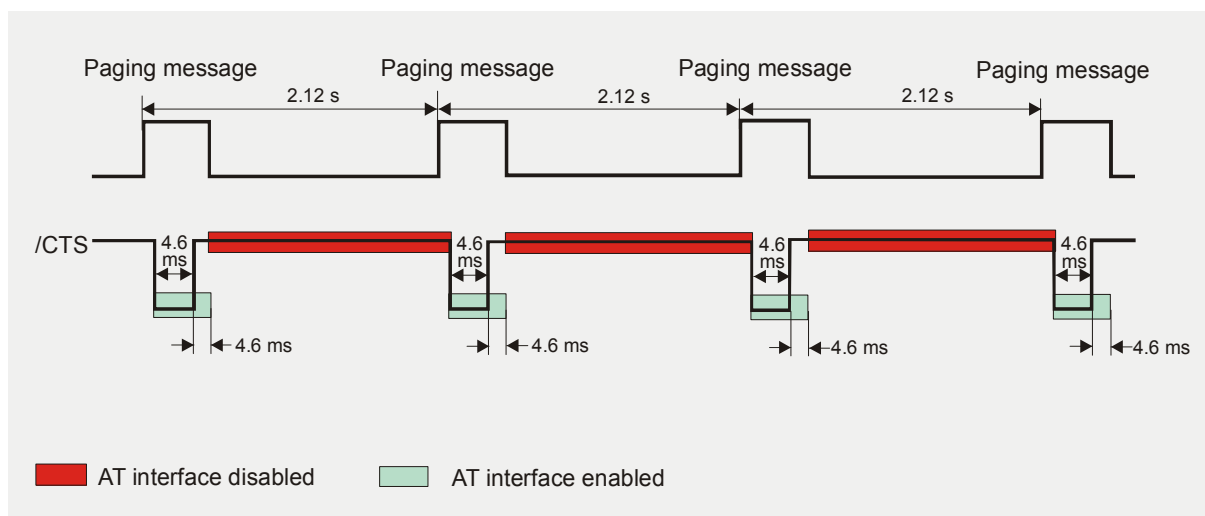 Paging message
Paging message
Paging message
Paging message
2.12 s
2.12 s
2.12 s
/CTS
4.6
ms
4.6
ms
4.6
ms
4.6
ms
4.6 ms
4.6 ms
4.6 ms
4.6 ms
AT interface disabled
AT interface enabled